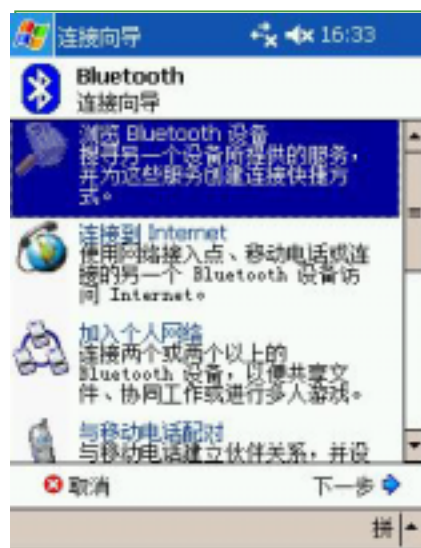 连接向导 16:33
Bluetooth
连接向导
浏览 Bluetooth 设备
搜寻另一个设备所提供的服务，
并为这些服务创建连接快捷方
式。
连接到 Internet
使用网络接入点、移动电话或连
接的另一个 Bluetooth 设备访
问 Internet。
加入个人网络
连接两个或两个以上的
Bluetooth 设备，以便共享文
件、协同工作或进行多人游戏。
与移动电话配对
与移动电话建立伙伴关系，并设
取消 下一步
拼